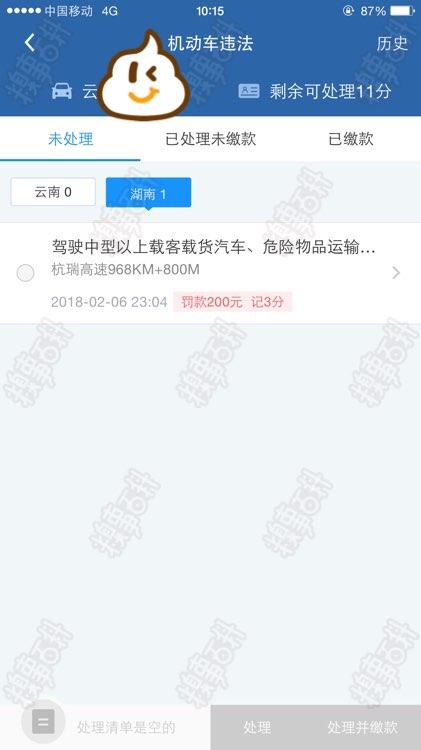 中国移动 4G 10:15 87%
机动车违法 历史
云 剩余可处理11分
未处理 已处理未缴款 已缴款
云南 0 湖南 1
驾驶中型以上载客载货汽车、危险物品运输...
杭瑞高速968KM+800M
2018-02-06 23:04 罚款200元 记3分
处理清单是空的 处理 处理并缴款